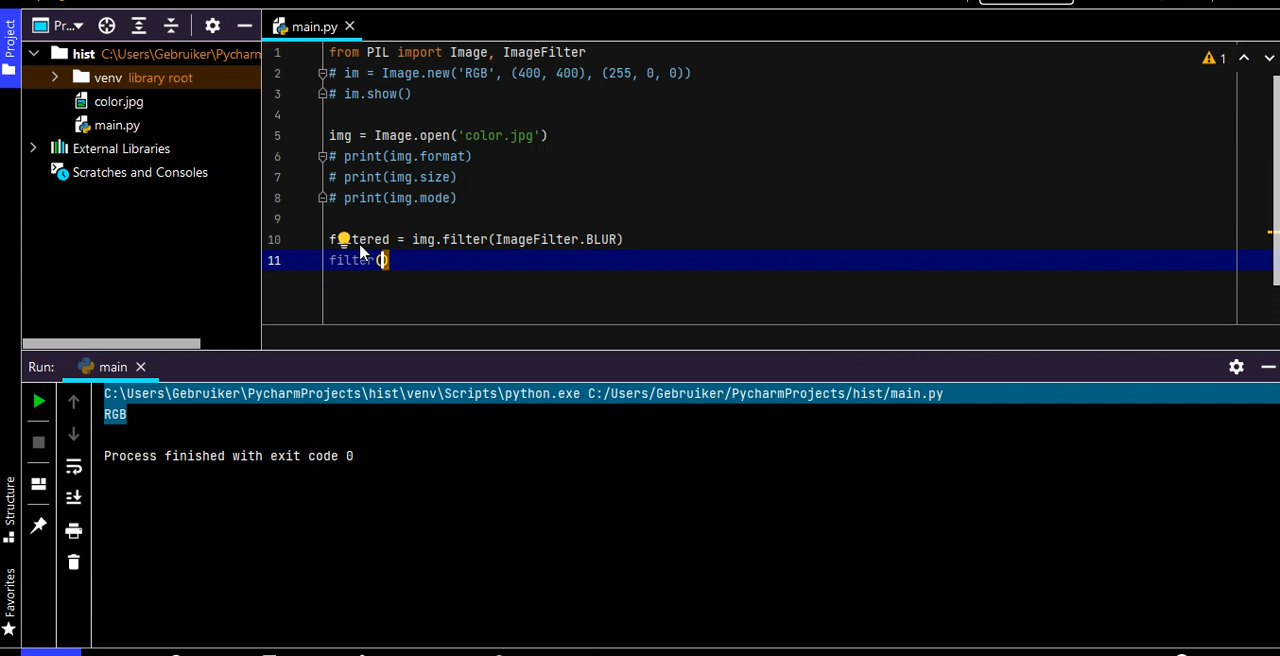 Project
Pr...
main.py
hist C:\Users\Gebruiker\Pycharm
venv library root
color.jpg
main.py
External Libraries
Scratches and Consoles
1 from PIL import Image, ImageFilter
2 # im = Image.new('RGB', (400, 400), (255, 0, 0))
3 # im.show()
4
5 img = Image.open('color.jpg')
6 # print(img.format)
7 # print(img.size)
8 # print(img.mode)
9
10 filtered = img.filter(ImageFilter.BLUR)
11 filter()
1
Run: main
C:\Users\Gebruiker\PycharmProjects\hist\venv\Scripts\python.exe C:/Users/Gebruiker/PycharmProjects/hist/main.py
RGB
Process finished with exit code 0
Structure
Favorites